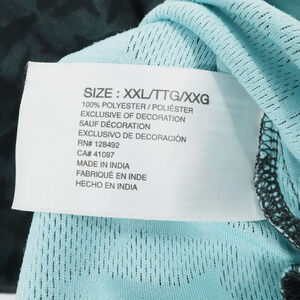 SIZE : XXL/TTG/XXG
100% POLYESTER / POLIÉSTER
EXCLUSIVE OF DECORATION
SAUF DÉCORATION
EXCLUSIVO DE DECORACIÓN
RN# 128492
CA# 41097
MADE IN INDIA
FABRIQUÉ EN INDE
HECHO EN INDIA